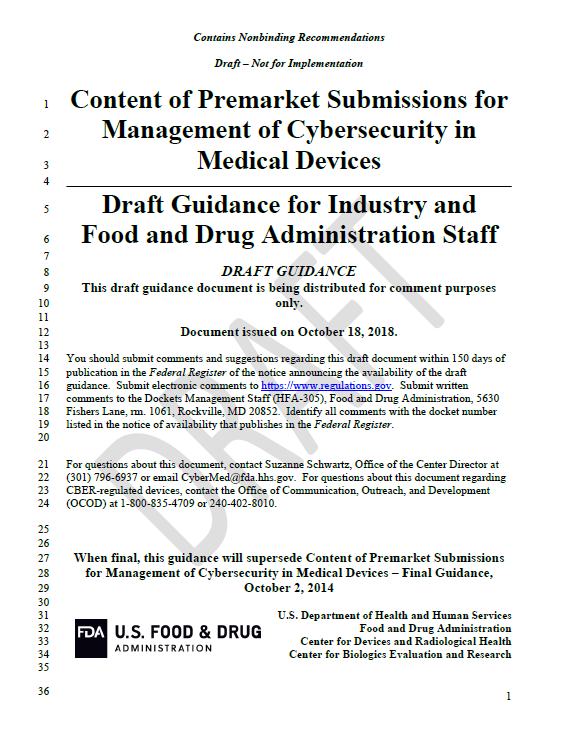 Contains Nonbinding Recommendations
Draft – Not for Implementation
1 Content of Premarket Submissions for
2 Management of Cybersecurity in
3 Medical Devices
4
5 Draft Guidance for Industry and
6 Food and Drug Administration Staff
7
8 DRAFT GUIDANCE
9 This draft guidance document is being distributed for comment purposes
10 only.
11
12 Document issued on October 18, 2018.
13
14 You should submit comments and suggestions regarding this draft document within 150 days of
15 publication in the Federal Register of the notice announcing the availability of the draft
16 guidance. Submit electronic comments to https://www.regulations.gov. Submit written
17 comments to the Dockets Management Staff (HFA-305), Food and Drug Administration, 5630
18 Fishers Lane, rm. 1061, Rockville, MD 20852. Identify all comments with the docket number
19 listed in the notice of availability that publishes in the Federal Register.
20
21 For questions about this document, contact Suzanne Schwartz, Office of the Center Director at
22 (301) 796-6937 or email CyberMed@fda.hhs.gov. For questions about this document regarding
23 CBER-regulated devices, contact the Office of Communication, Outreach, and Development
24 (OCOD) at 1-800-835-4709 or 240-402-8010.
25
26
27 When final, this guidance will supersede Content of Premarket Submissions
28 for Management of Cybersecurity in Medical Devices – Final Guidance,
29 October 2, 2014
30
31 U.S. Department of Health and Human Services
32 Food and Drug Administration
33 Center for Devices and Radiological Health
34 Center for Biologics Evaluation and Research
35
FDA U.S. FOOD & DRUG
ADMINISTRATION
36
1
DRAFT